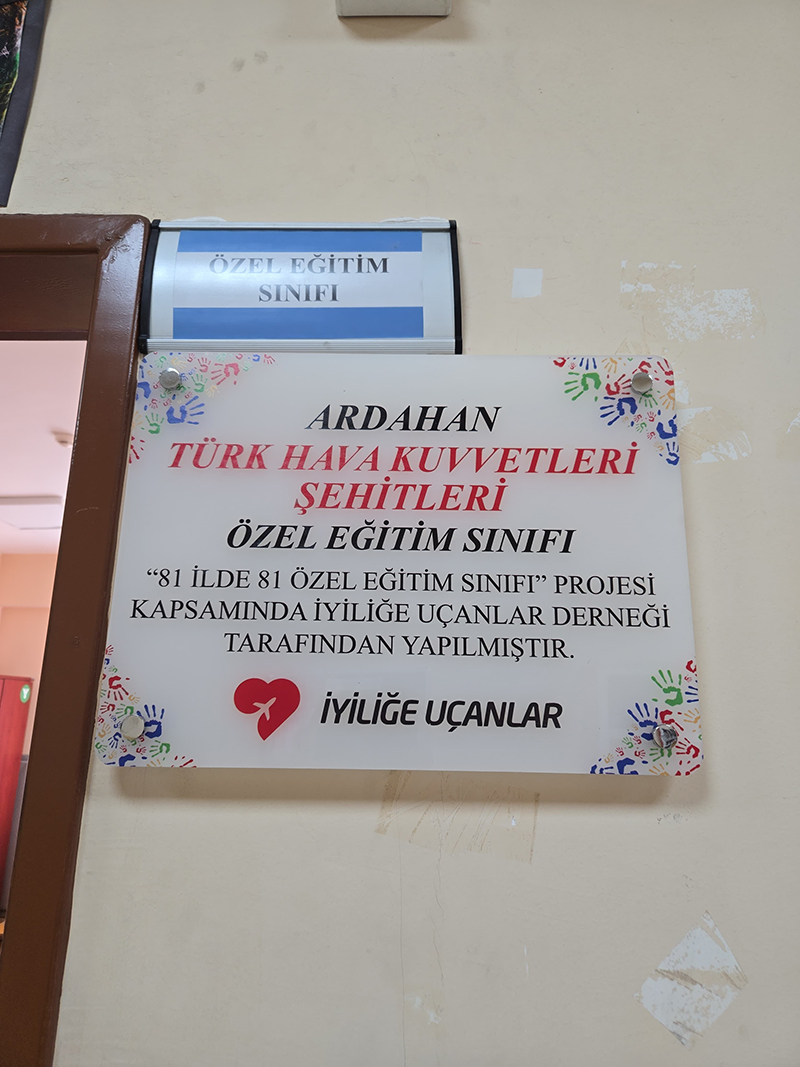 ÖZEL EĞİTİM
SINIFI
ARDAHAN
TÜRK HAVA KUVVETLERİ
ŞEHİTLERİ
ÖZEL EĞİTİM SINIFI
“81 İLDE 81 ÖZEL EĞİTİM SINIFI” PROJESİ
KAPSAMINDA İYİLİĞE UÇANLAR DERNEĞİ
TARAFINDAN YAPILMIŞTIR.
İYİLİĞE UÇANLAR